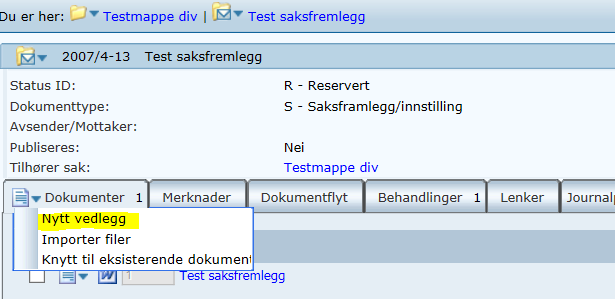 Du er her: Testmappe div | Test saksfremlegg
2007/4-13 Test saksfremlegg
Status ID: R - Reservert
Dokumenttype: S - Saksframlegg/innstilling
Avsender/Mottaker:
Publiseres: Nei
Tilhører sak: Testmappe div
Dokumenter 1 Merknader Dokumentflyt Behandlinger 1 Lenker Journalp
Nytt vedlegg
Importer filer
Knytt til eksisterende dokument
1 Test saksfremlegg